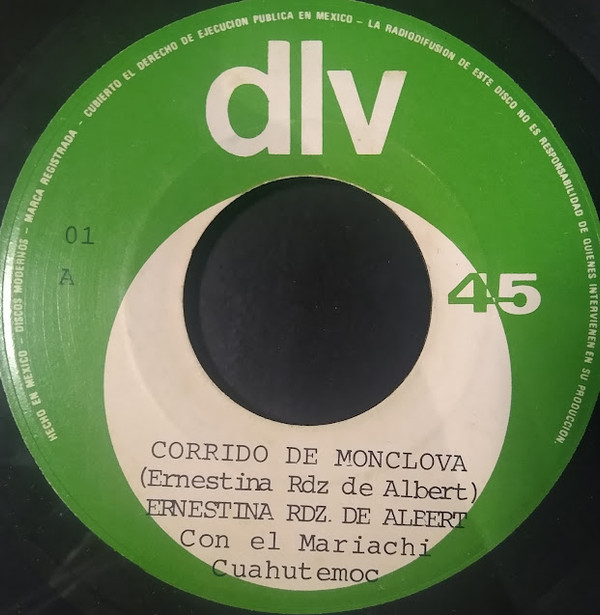 HECHO EN MEXICO - DISCOS MODERNOS - MARCA REGISTRADA - CUBIERTO EL DERECHO DE EJECUCION PUBLICA EN MEXICO - LA RADIODIFUSION DE ESTE DISCO NO ES RESPONSABILIDAD DE QUIENES INTERVIENEN EN SU PRODUCCION.
dlv
01
A
45
CORRIDO DE MONCLOVA
(Ernestina Rdz de Albert)
ERNESTINA RDZ. DE ALBERT
Con el Mariachi
Cuahutemoc